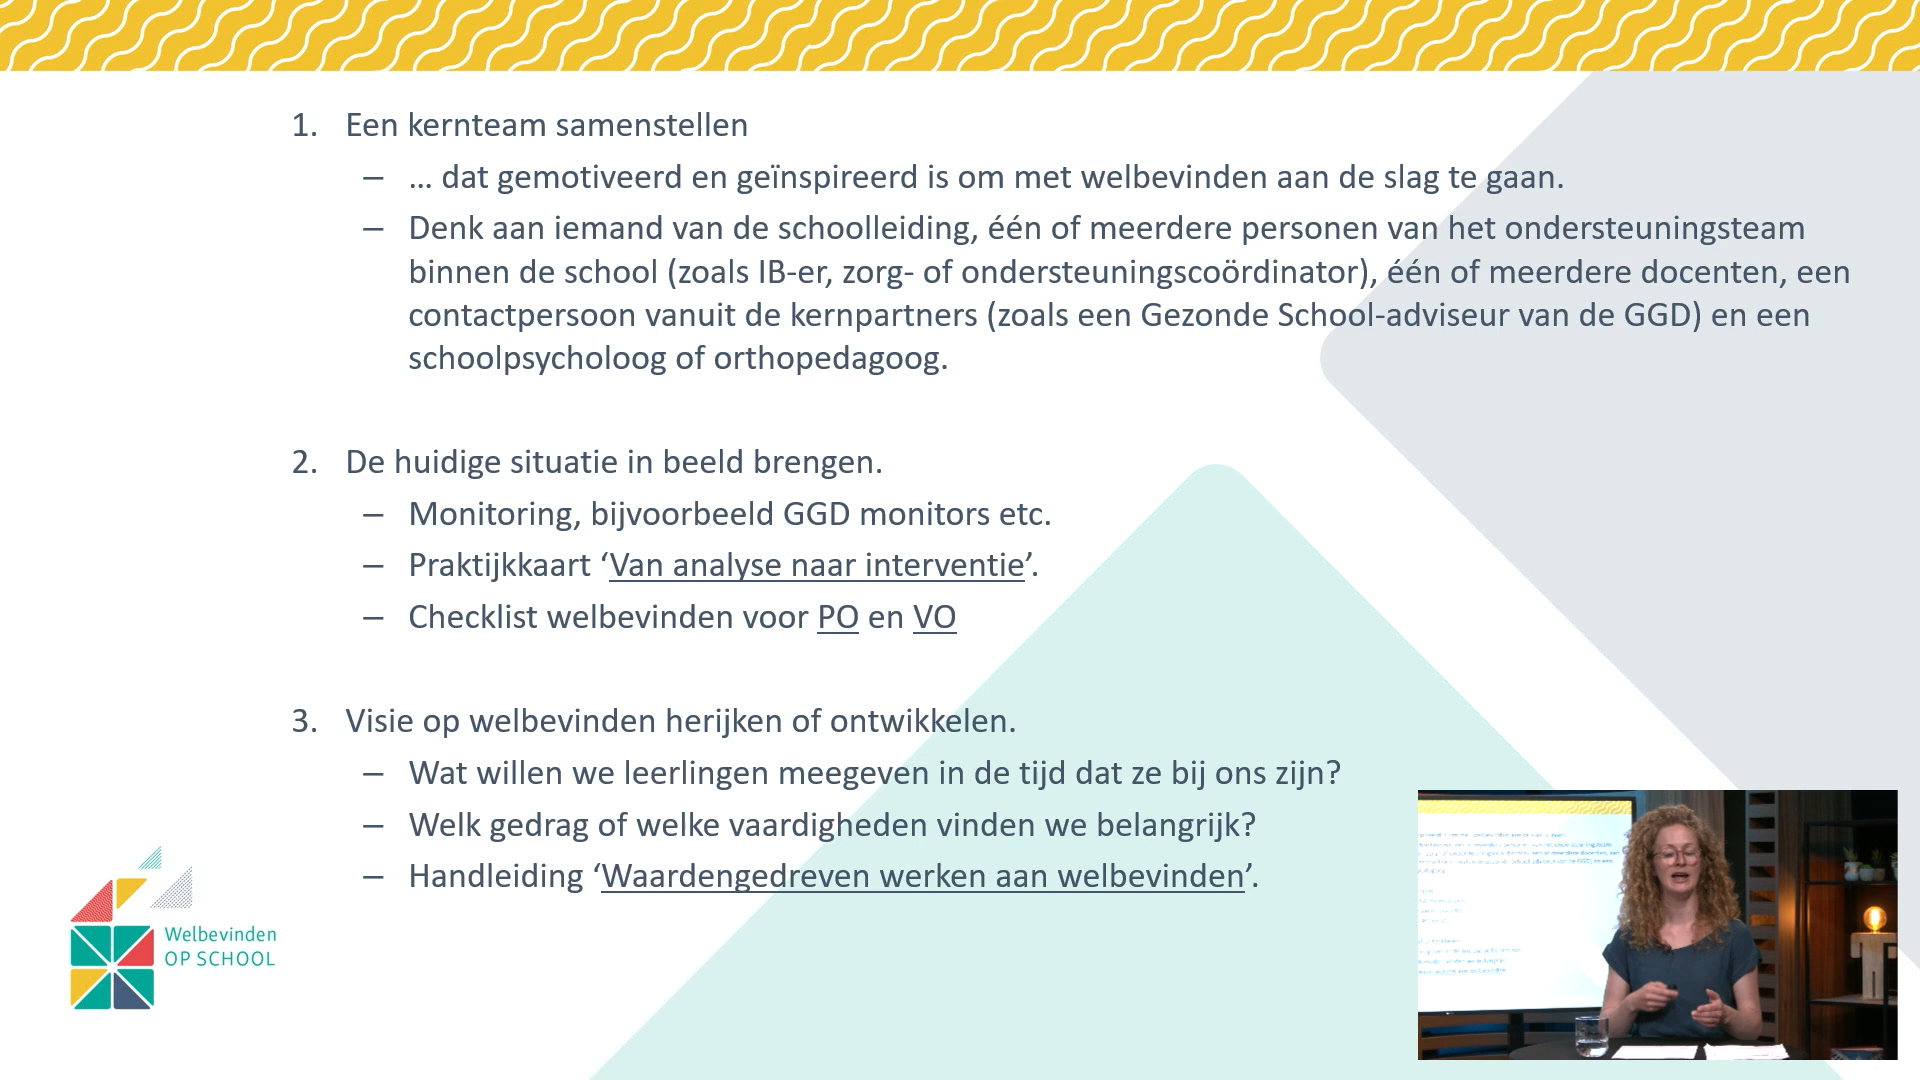 1. Een kernteam samenstellen
– … dat gemotiveerd en geïnspireerd is om met welbevinden aan de slag te gaan.
– Denk aan iemand van de schoolleiding, één of meerdere personen van het ondersteuningsteam
binnen de school (zoals IB-er, zorg- of ondersteuningscoördinator), één of meerdere docenten, een
contactpersoon vanuit de kernpartners (zoals een Gezonde School-adviseur van de GGD) en een
schoolpsycholoog of orthopedagoog.
2. De huidige situatie in beeld brengen.
– Monitoring, bijvoorbeeld GGD monitors etc.
– Praktijkkaart ‘Van analyse naar interventie’.
– Checklist welbevinden voor PO en VO
3. Visie op welbevinden herijken of ontwikkelen.
– Wat willen we leerlingen meegeven in de tijd dat ze bij ons zijn?
– Welk gedrag of welke vaardigheden vinden we belangrijk?
– Handleiding ‘Waardengedreven werken aan welbevinden’.
Welbevinden
OP SCHOOL